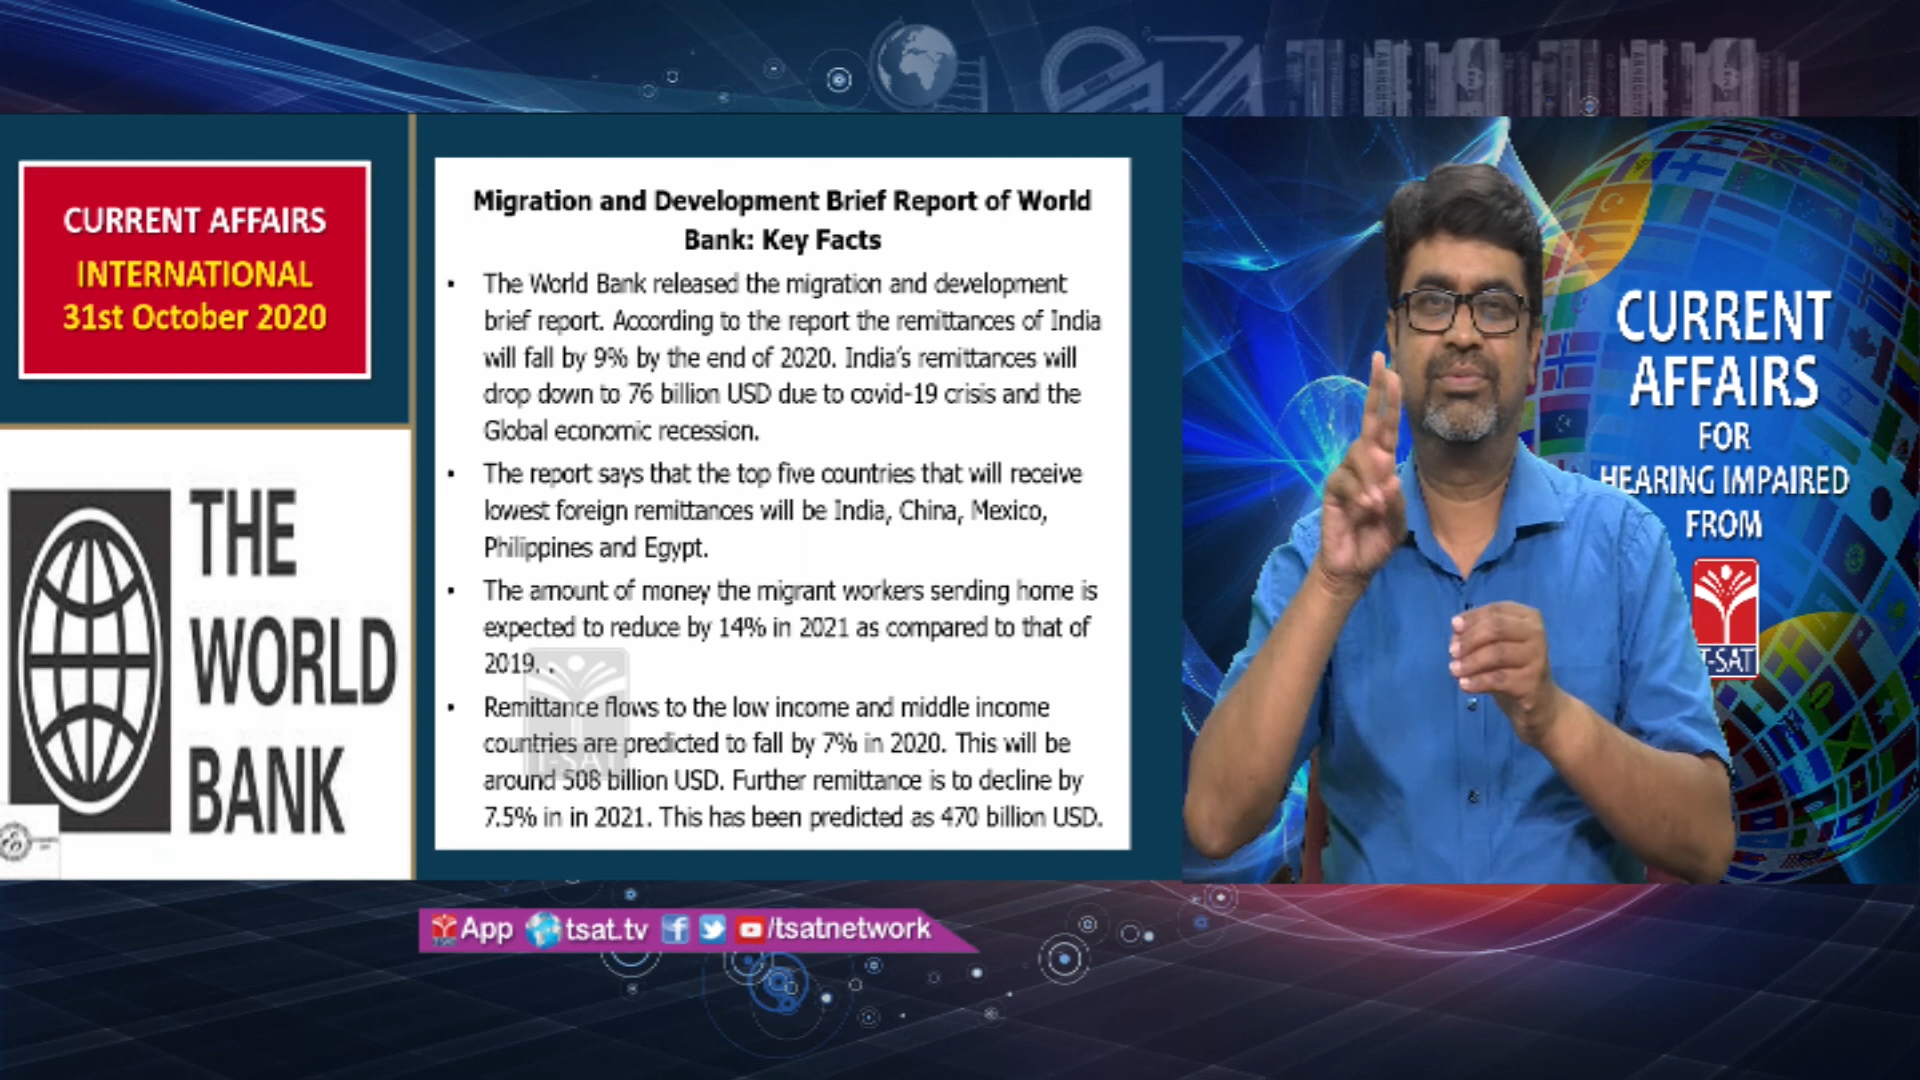 CURRENT AFFAIRS
INTERNATIONAL
31st October 2020
THE
WORLD
BANK
Migration and Development Brief Report of World
Bank: Key Facts
• The World Bank released the migration and development
brief report. According to the report the remittances of India
will fall by 9% by the end of 2020. India's remittances will
drop down to 76 billion USD due to covid-19 crisis and the
Global economic recession.
• The report says that the top five countries that will receive
lowest foreign remittances will be India, China, Mexico,
Philippines and Egypt.
• The amount of money the migrant workers sending home is
expected to reduce by 14% in 2021 as compared to that of
2019. .
• Remittance flows to the low income and middle income
countries are predicted to fall by 7% in 2020. This will be
around 508 billion USD. Further remittance is to decline by
7.5% in in 2021. This has been predicted as 470 billion USD.
T-SAT
CURRENT
AFFAIRS
FOR
HEARING IMPAIRED
FROM
T-SAT
App tsat.tv /tsatnetwork